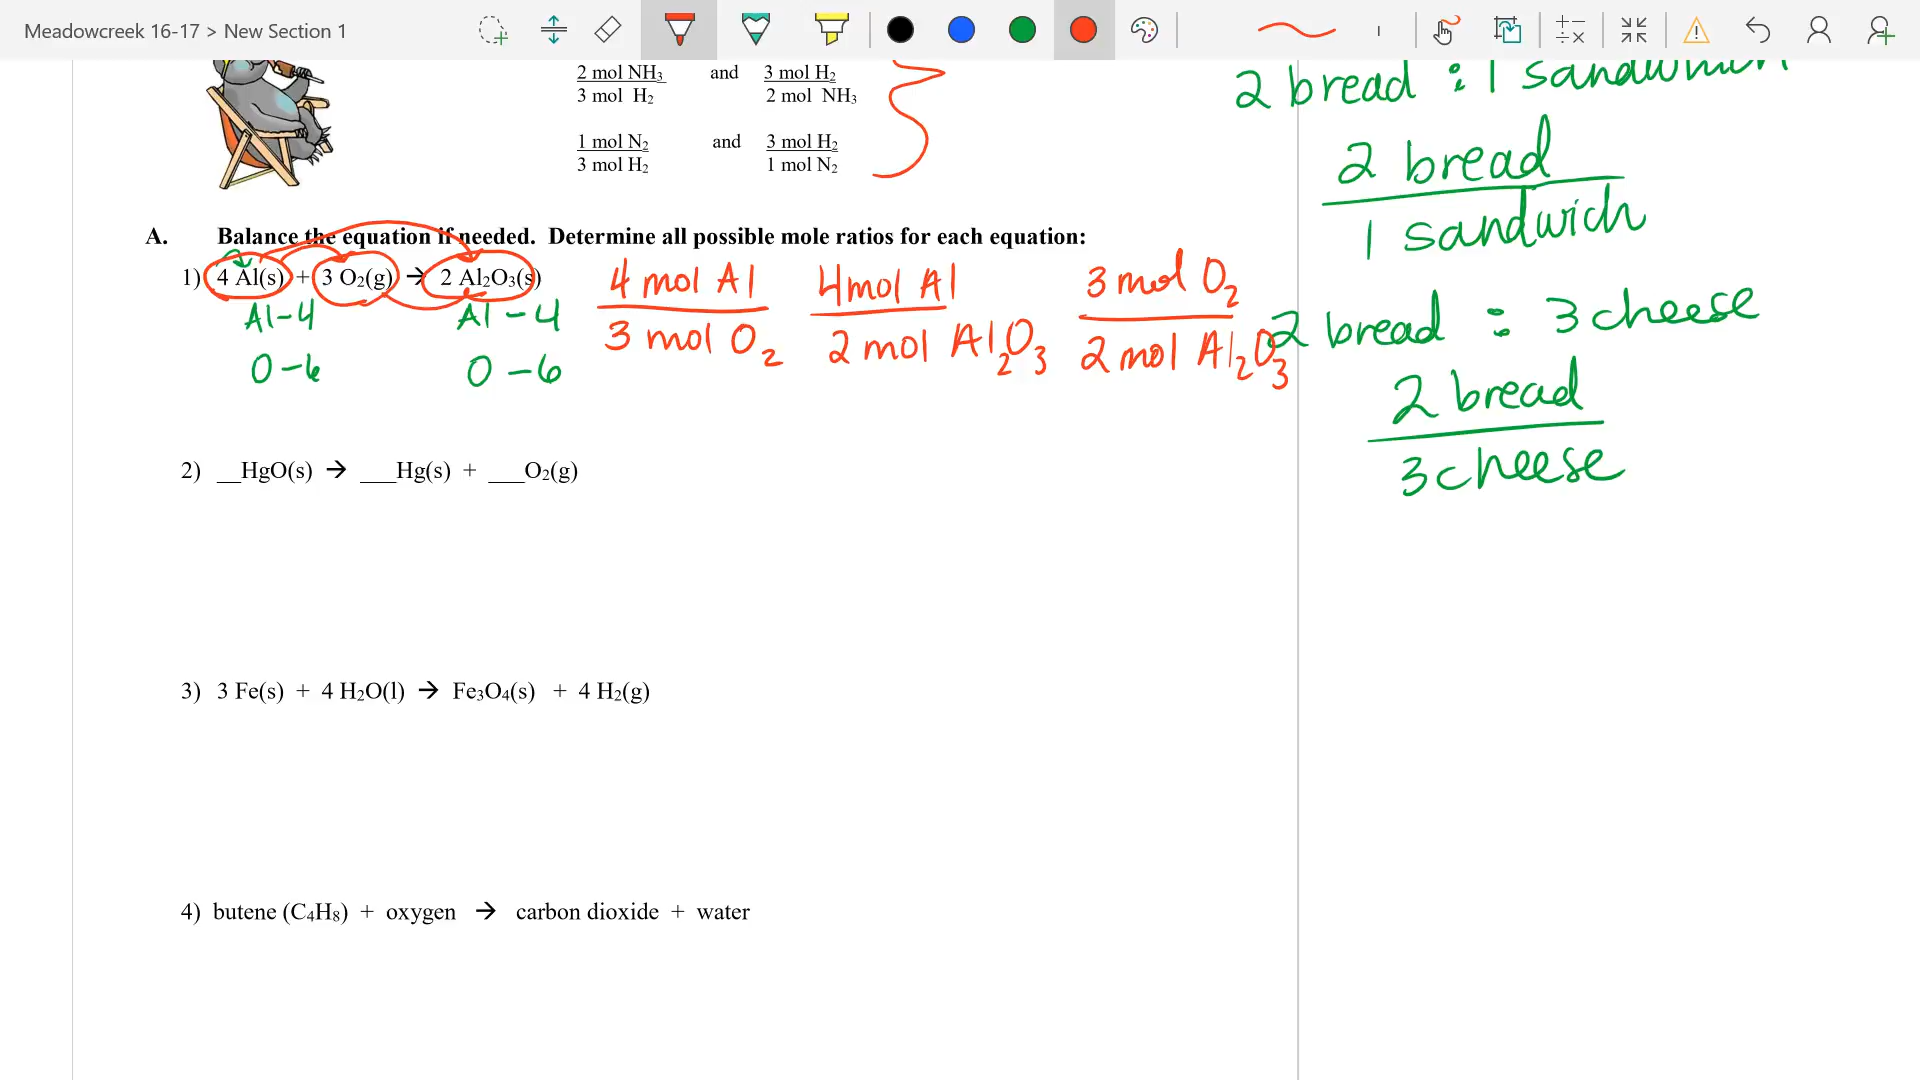 Meadowcreek 16-17 > New Section 1
2 mol NH₃ and 3 mol H₂
3 mol H₂ 2 mol NH₃
1 mol N₂ and 3 mol H₂
3 mol H₂ 1 mol N₂
A. Balance the equation if needed. Determine all possible mole ratios for each equation:
1) 4 Al(s) + 3 O₂(g) → 2 Al₂O₃(s)
Al-4 Al-4
O-6 O-6
4 mol Al
3 mol O₂
4 mol Al
2 mol Al₂O₃
3 mol O₂
2 mol Al₂O₃
2) __HgO(s) → ___Hg(s) + ___O₂(g)
3) 3 Fe(s) + 4 H₂O(l) → Fe₃O₄(s) + 4 H₂(g)
4) butene (C₄H₈) + oxygen → carbon dioxide + water
2 bread : 1
2 bread
1 sandwich
2 bread : 3 cheese
2 bread
3 cheese